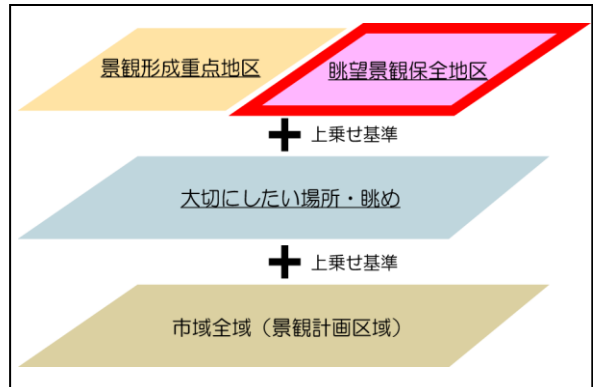 景観形成重点地区
眺望景観保全地区
上乗せ基準
大切にしたい場所・眺め
上乗せ基準
市域全域（景観計画区域）